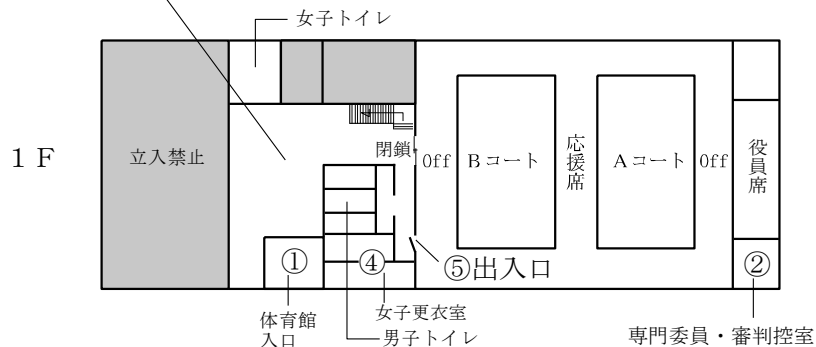 女子トイレ
1F
立入禁止
閉鎖
Off
Bコート
応援席
Aコート
Off
役員席
①
④
⑤出入口
②
体育館
入口
女子更衣室
男子トイレ
専門委員・審判控室